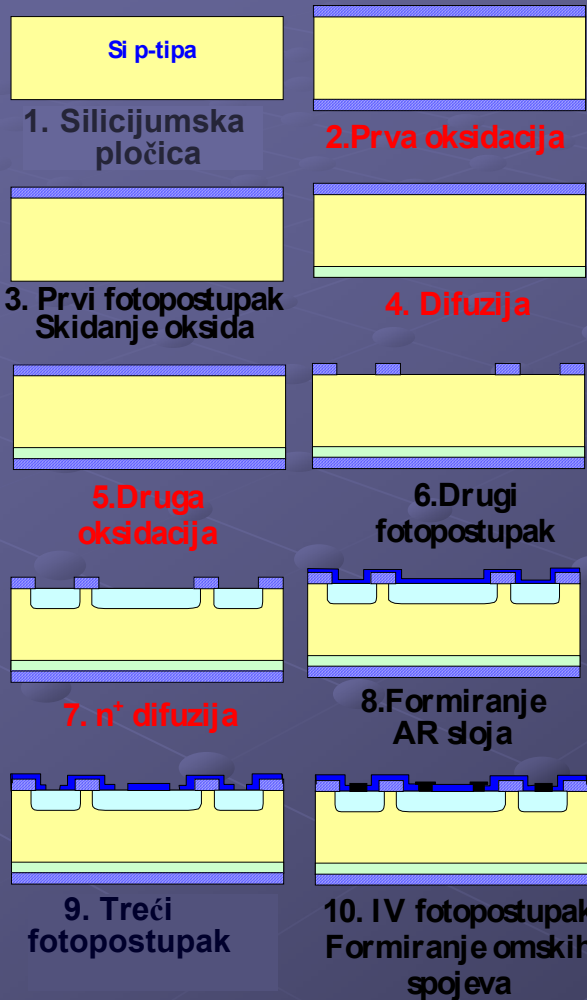 Si p-tipa
1. Silicijumska
pločica
2.Prva oksidacija
3. Prvi fotopostupak
Skidanje oksida
4. Difuzija
5.Druga
oksidacija
6.Drugi
fotopostupak
7. n⁺ difuzija
8.Formiranje
AR sloja
9. Treći
fotopostupak
10. IV fotopostupak
Formiranje omskih
spojeva